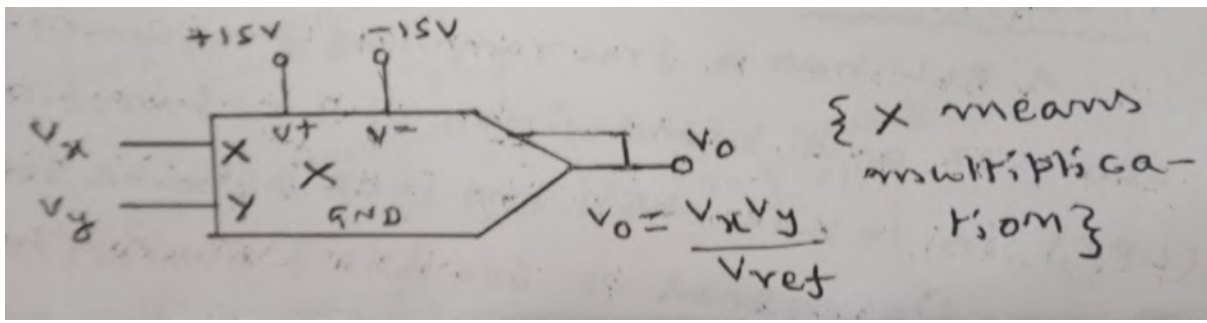 +15V -15V
V+ V-
Vx X
X
Vy Y
GND
Vo
Vo = VxVy
Vref
{X means
multiplica-
tion}